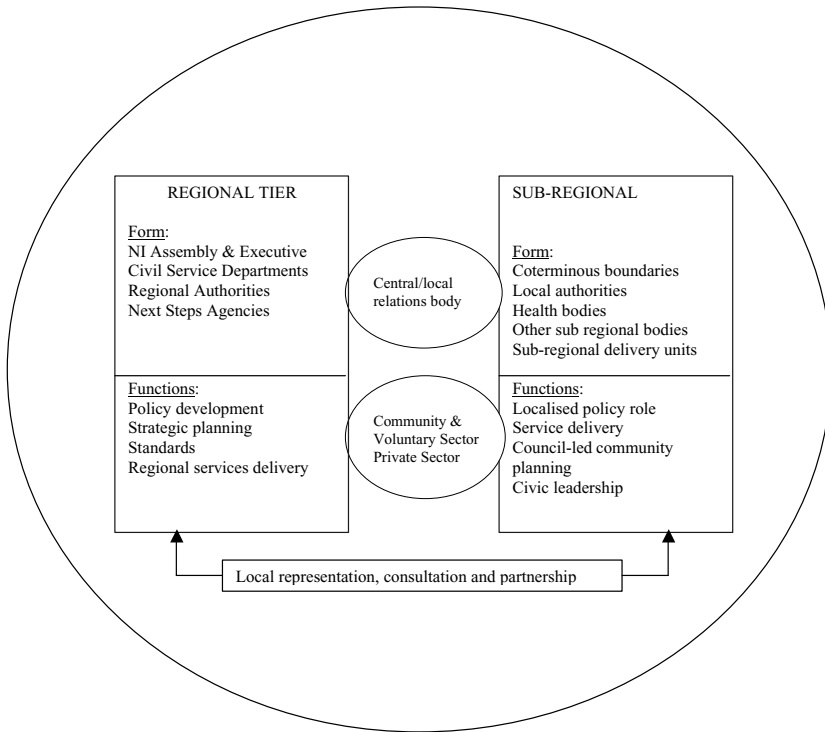 REGIONAL TIER
Form:
NI Assembly & Executive
Civil Service Departments
Regional Authorities
Next Steps Agencies
Functions:
Policy development
Strategic planning
Standards
Regional services delivery
Central/local
relations body
Community &
Voluntary Sector
Private Sector
SUB-REGIONAL
Form:
Coterminous boundaries
Local authorities
Health bodies
Other sub regional bodies
Sub-regional delivery units
Functions:
Localised policy role
Service delivery
Council-led community
planning
Civic leadership
Local representation, consultation and partnership